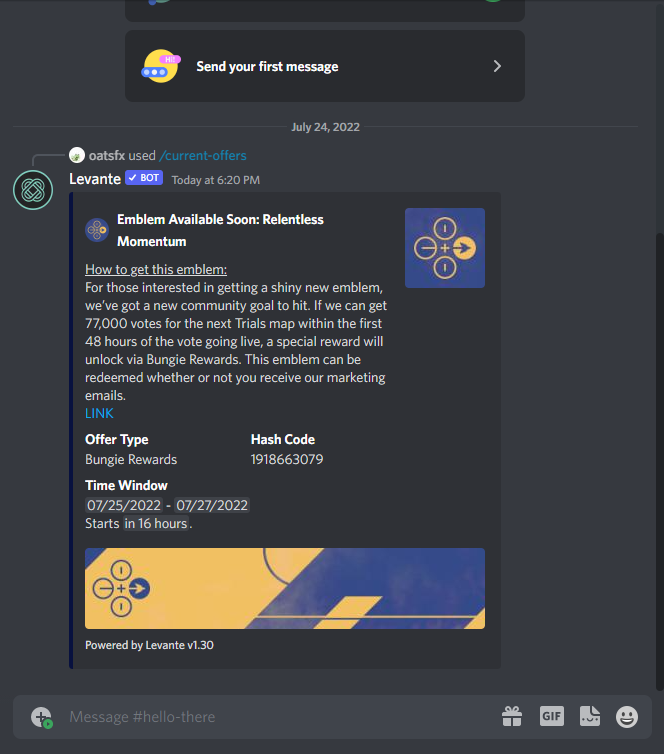 Hi!
Send your first message
July 24, 2022
oatsfx used /current-offers
Levante ✓ BOT Today at 6:20 PM
Emblem Available Soon: Relentless
Momentum
How to get this emblem:
For those interested in getting a shiny new emblem,
we've got a new community goal to hit. If we can get
77,000 votes for the next Trials map within the first
48 hours of the vote going live, a special reward will
unlock via Bungie Rewards. This emblem can be
redeemed whether or not you receive our marketing
emails.
LINK
Offer Type Hash Code
Bungie Rewards 1918663079
Time Window
07/25/2022 - 07/27/2022
Starts in 16 hours.
Powered by Levante v1.30
Message #hello-there
GIF